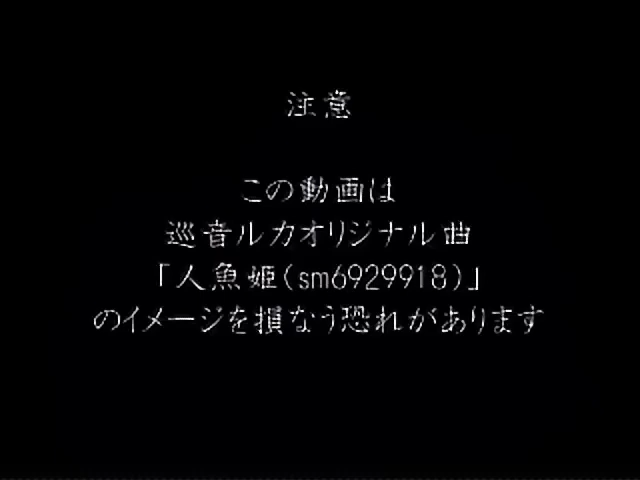 注意
この動画は
巡音ルカオリジナル曲
「人魚姫(sm6929918)」
のイメージを損なう恐れがあります